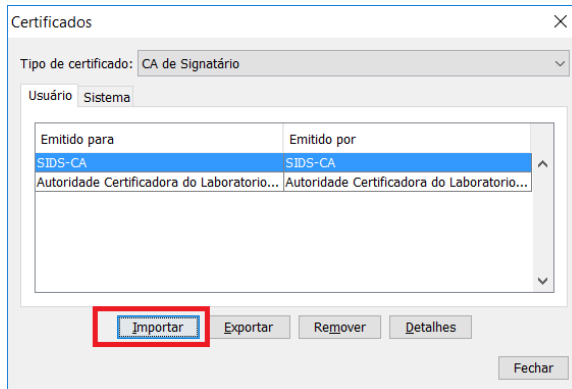 Certificados
Tipo de certificado: CA de Signatário
Usuário Sistema
Emitido para Emitido por
SIDS-CA SIDS-CA
Autoridade Certificadora do Laboratorio... Autoridade Certificadora do Laboratorio...
Importar Exportar Remover Detalhes
Fechar